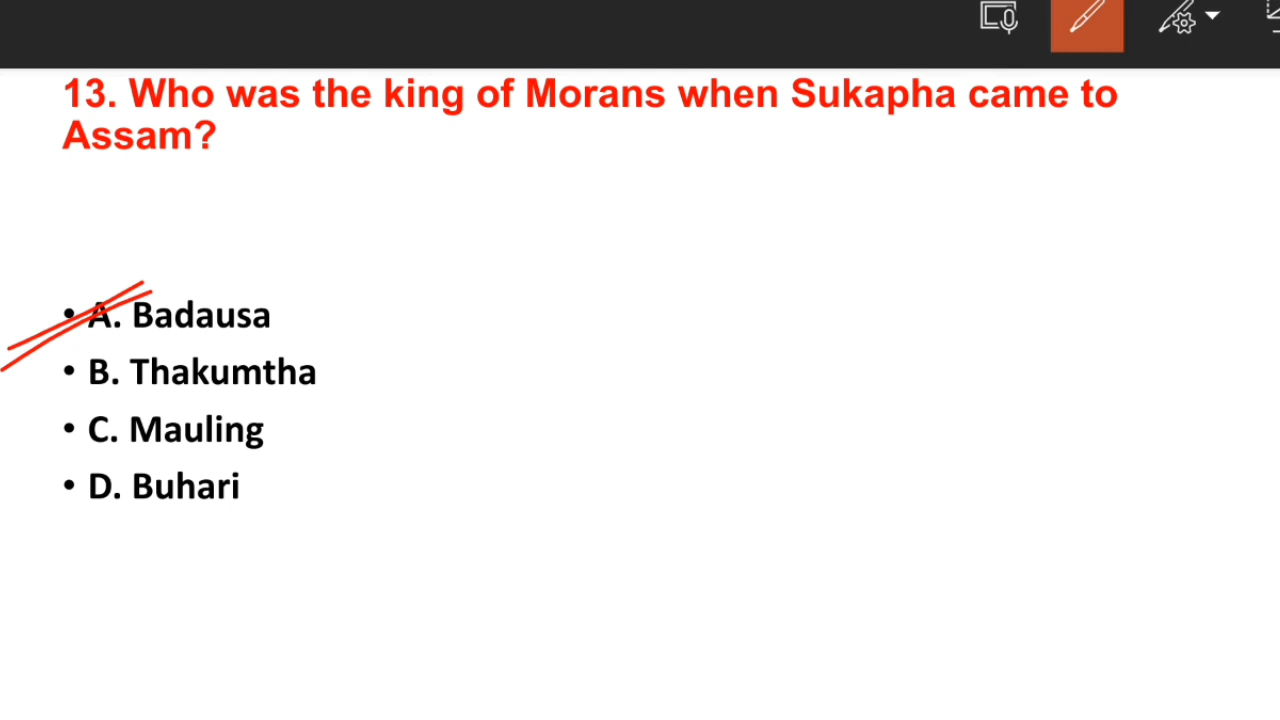 13. Who was the king of Morans when Sukapha came to
Assam?
• A. Badausa
• B. Thakumtha
• C. Mauling
• D. Buhari